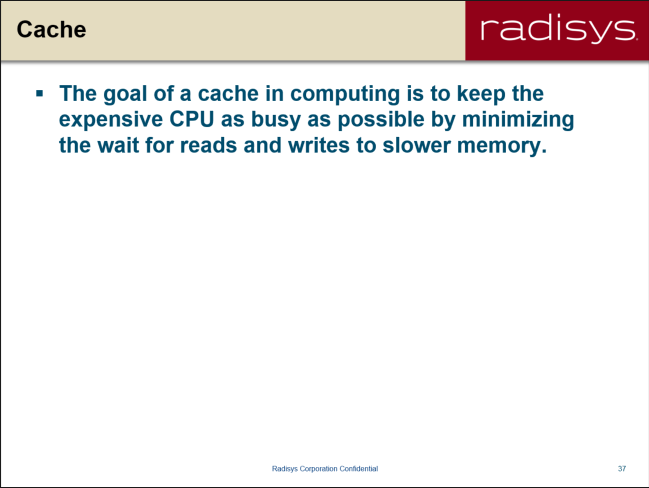 Cache
radisys.
▪ The goal of a cache in computing is to keep the
expensive CPU as busy as possible by minimizing
the wait for reads and writes to slower memory.
Radisys Corporation Confidential
37